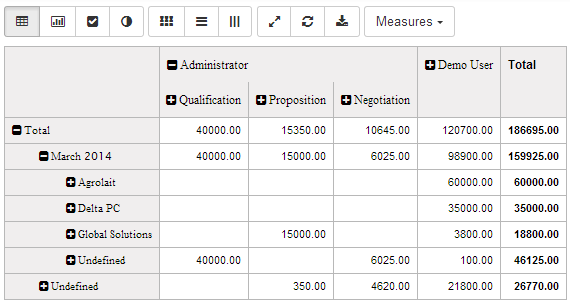 Measures
Administrator Demo User Total
Qualification Proposition Negotiation
Total 40000.00 15350.00 10645.00 120700.00 186695.00
March 2014 40000.00 15000.00 6025.00 98900.00 159925.00
Agrolait 60000.00 60000.00
Delta PC 35000.00 35000.00
Global Solutions 15000.00 3800.00 18800.00
Undefined 40000.00 6025.00 100.00 46125.00
Undefined 350.00 4620.00 21800.00 26770.00